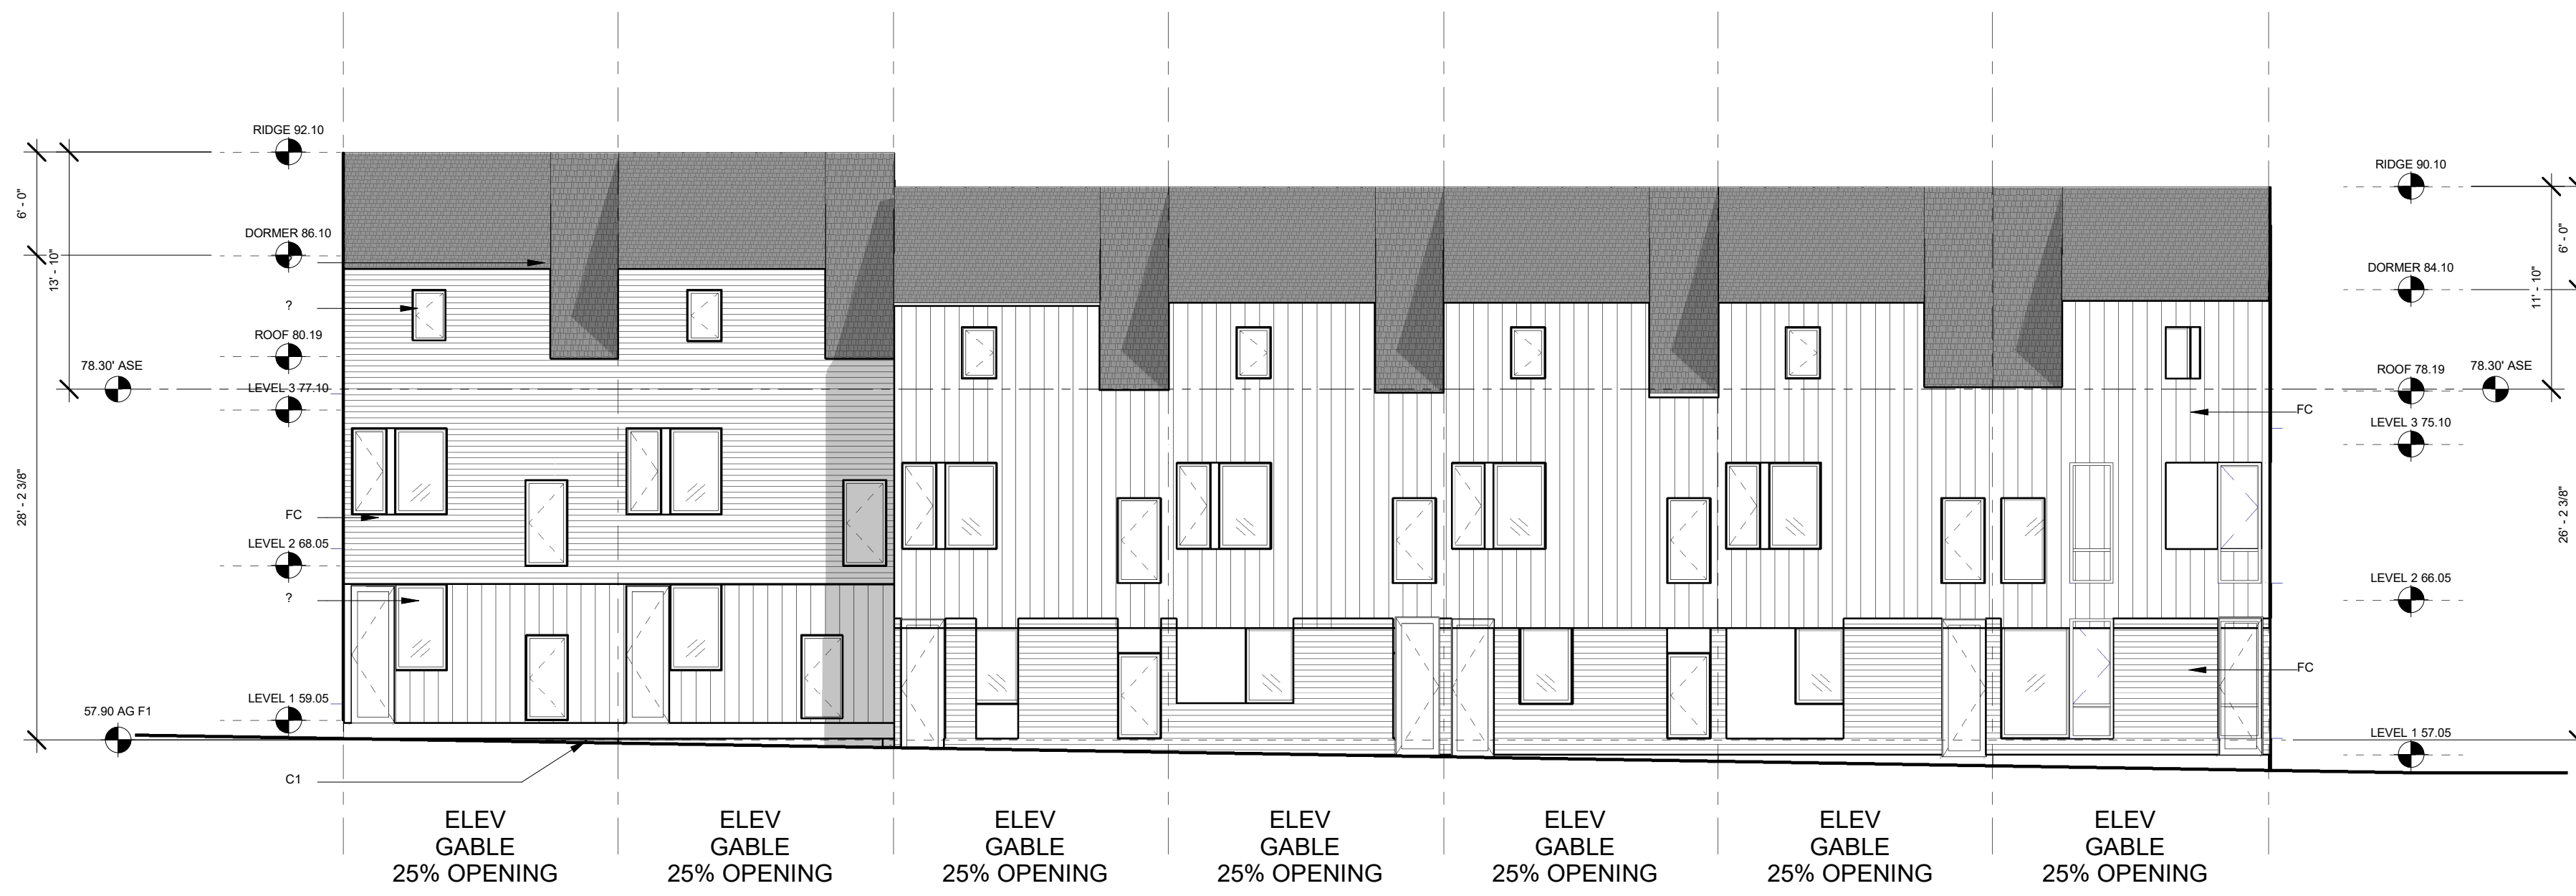 RIDGE 92.10
6' - 0"
DORMER 86.10
13' - 10"
?
ROOF 80.19
78.30' ASE
LEVEL 3 77.10
28' - 2 3/8"
FC
LEVEL 2 68.05
?
LEVEL 1 59.05
57.90 AG F1
C1
RIDGE 90.10
6' - 0"
DORMER 84.10
11' - 10"
ROOF 78.19
78.30' ASE
FC
LEVEL 3 75.10
26' - 2 3/8"
LEVEL 2 66.05
FC
LEVEL 1 57.05
ELEV
GABLE
25% OPENING
ELEV
GABLE
25% OPENING
ELEV
GABLE
25% OPENING
ELEV
GABLE
25% OPENING
ELEV
GABLE
25% OPENING
ELEV
GABLE
25% OPENING
ELEV
GABLE
25% OPENING